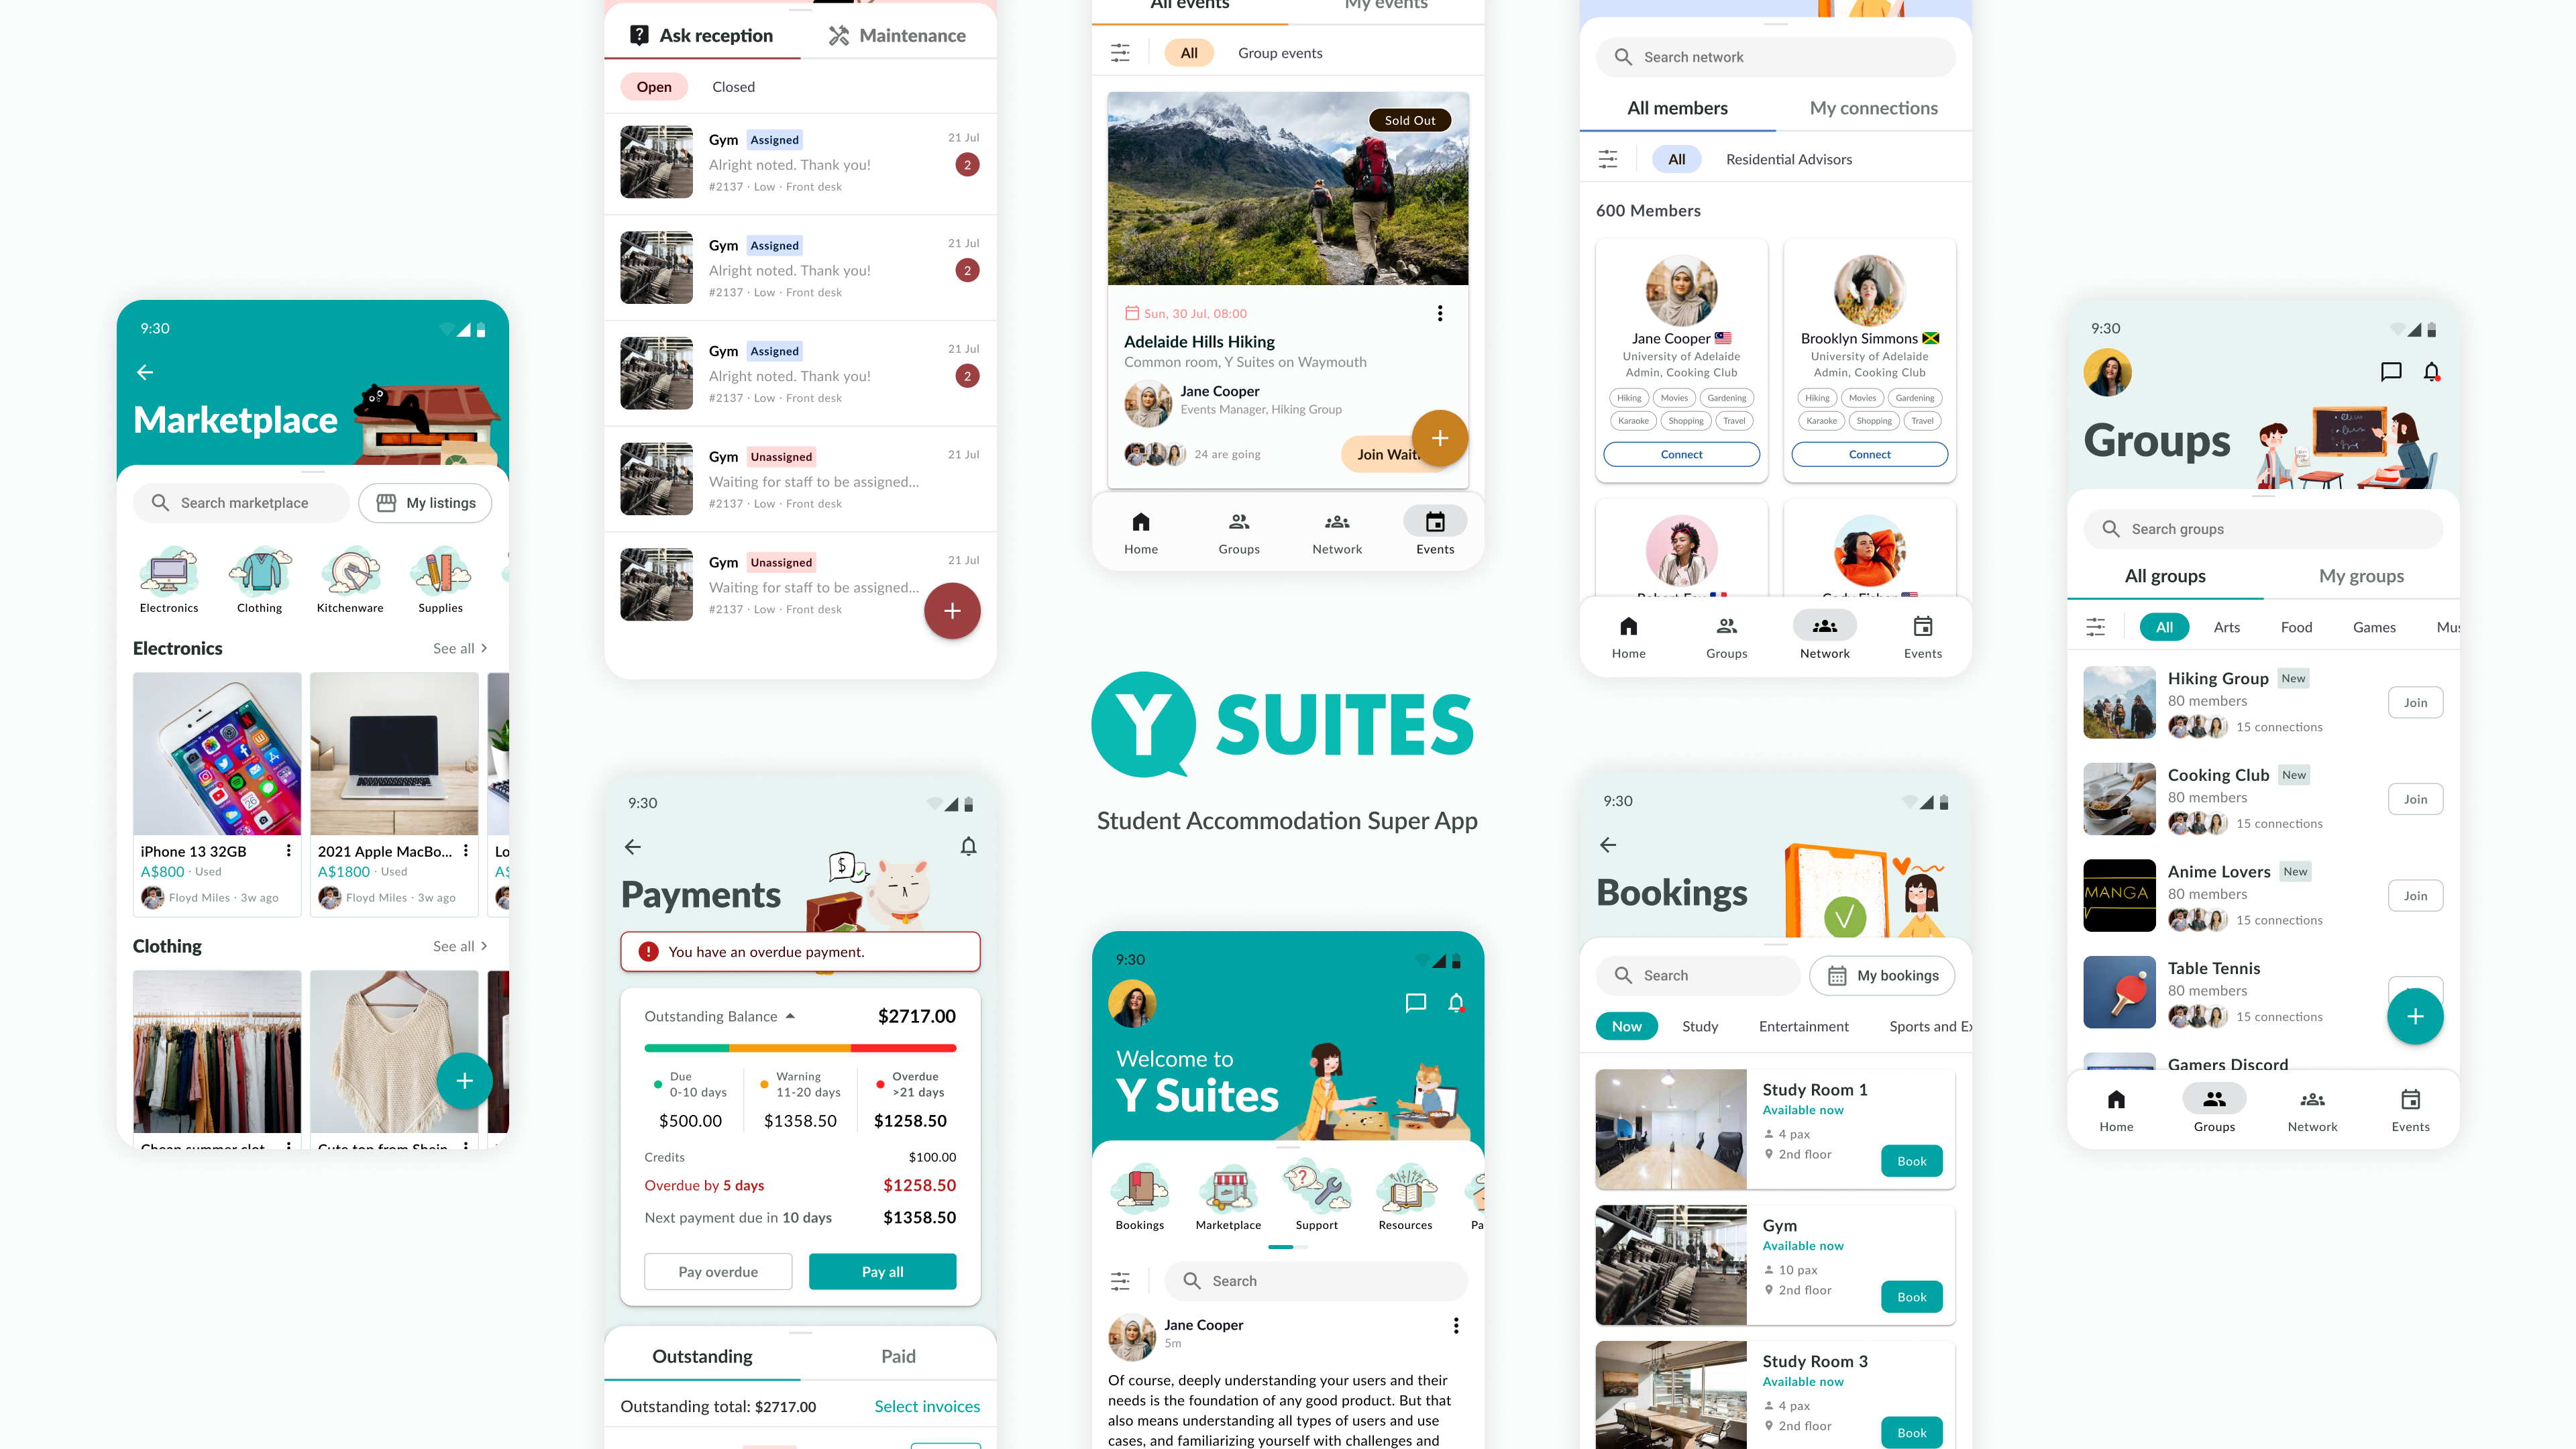 9:30
Marketplace
Search marketplace
My listings
Electronics
Clothing
Kitchenware
Supplies
Electronics
See all
iPhone 13 32GB
A$800 · Used
Floyd Miles · 3w ago
2021 Apple MacBo...
A$1800 · Used
Floyd Miles · 3w ago
Lo
A$
Clothing
See all
Cheap summer clot
Cute top from Shein
Ask reception
Maintenance
Open
Closed
Gym Assigned
21 Jul
Alright noted. Thank you!
2
#2137 · Low · Front desk
Gym Assigned
21 Jul
Alright noted. Thank you!
2
#2137 · Low · Front desk
Gym Assigned
21 Jul
Alright noted. Thank you!
2
#2137 · Low · Front desk
Gym Unassigned
21 Jul
Waiting for staff to be assigned...
#2137 · Low · Front desk
Gym Unassigned
21 Jul
Waiting for staff to be assigned...
#2137 · Low · Front desk
9:30
Payments
$
You have an overdue payment.
Outstanding Balance
$2717.00
Due
0-10 days
$500.00
Warning
11-20 days
$1358.50
Overdue
>21 days
$1258.50
Credits
$100.00
Overdue by 5 days
$1258.50
Next payment due in 10 days
$1358.50
Pay overdue
Pay all
Outstanding
Paid
Outstanding total: $2717.00
Select invoices
All events
My events
All
Group events
Sold Out
Sun, 30 Jul, 08:00
Adelaide Hills Hiking
Common room, Y Suites on Waymouth
Jane Cooper
Events Manager, Hiking Group
24 are going
Join Wait
Home
Groups
Network
Events
Y SUITES
Student Accommodation Super App
9:30
Welcome to
Y Suites
Bookings
Marketplace
Support
Resources
Pa
Search
Jane Cooper
5m
Of course, deeply understanding your users and their
needs is the foundation of any good product. But that
also means understanding all types of users and use
cases, and familiarizing yourself with challenges and
Search network
All members
My connections
All
Residential Advisors
600 Members
Jane Cooper
University of Adelaide
Admin, Cooking Club
Hiking
Movies
Gardening
Karaoke
Shopping
Travel
Connect
Brooklyn Simmons
University of Adelaide
Admin, Cooking Club
Hiking
Movies
Gardening
Karaoke
Shopping
Travel
Connect
Robert Fox
Cody Fisher
Home
Groups
Network
Events
9:30
Bookings
Search
My bookings
Now
Study
Entertainment
Sports and Ex
Study Room 1
Available now
4 pax
2nd floor
Book
Gym
Available now
10 pax
2nd floor
Book
Study Room 3
Available now
4 pax
2nd floor
Book
9:30
Groups
Search groups
All groups
My groups
All
Arts
Food
Games
Mus
Hiking Group New
80 members
15 connections
Join
Cooking Club New
80 members
15 connections
Join
MANGA
Anime Lovers New
80 members
15 connections
Join
Table Tennis
80 members
15 connections
Gamers Discord
Home
Groups
Network
Events